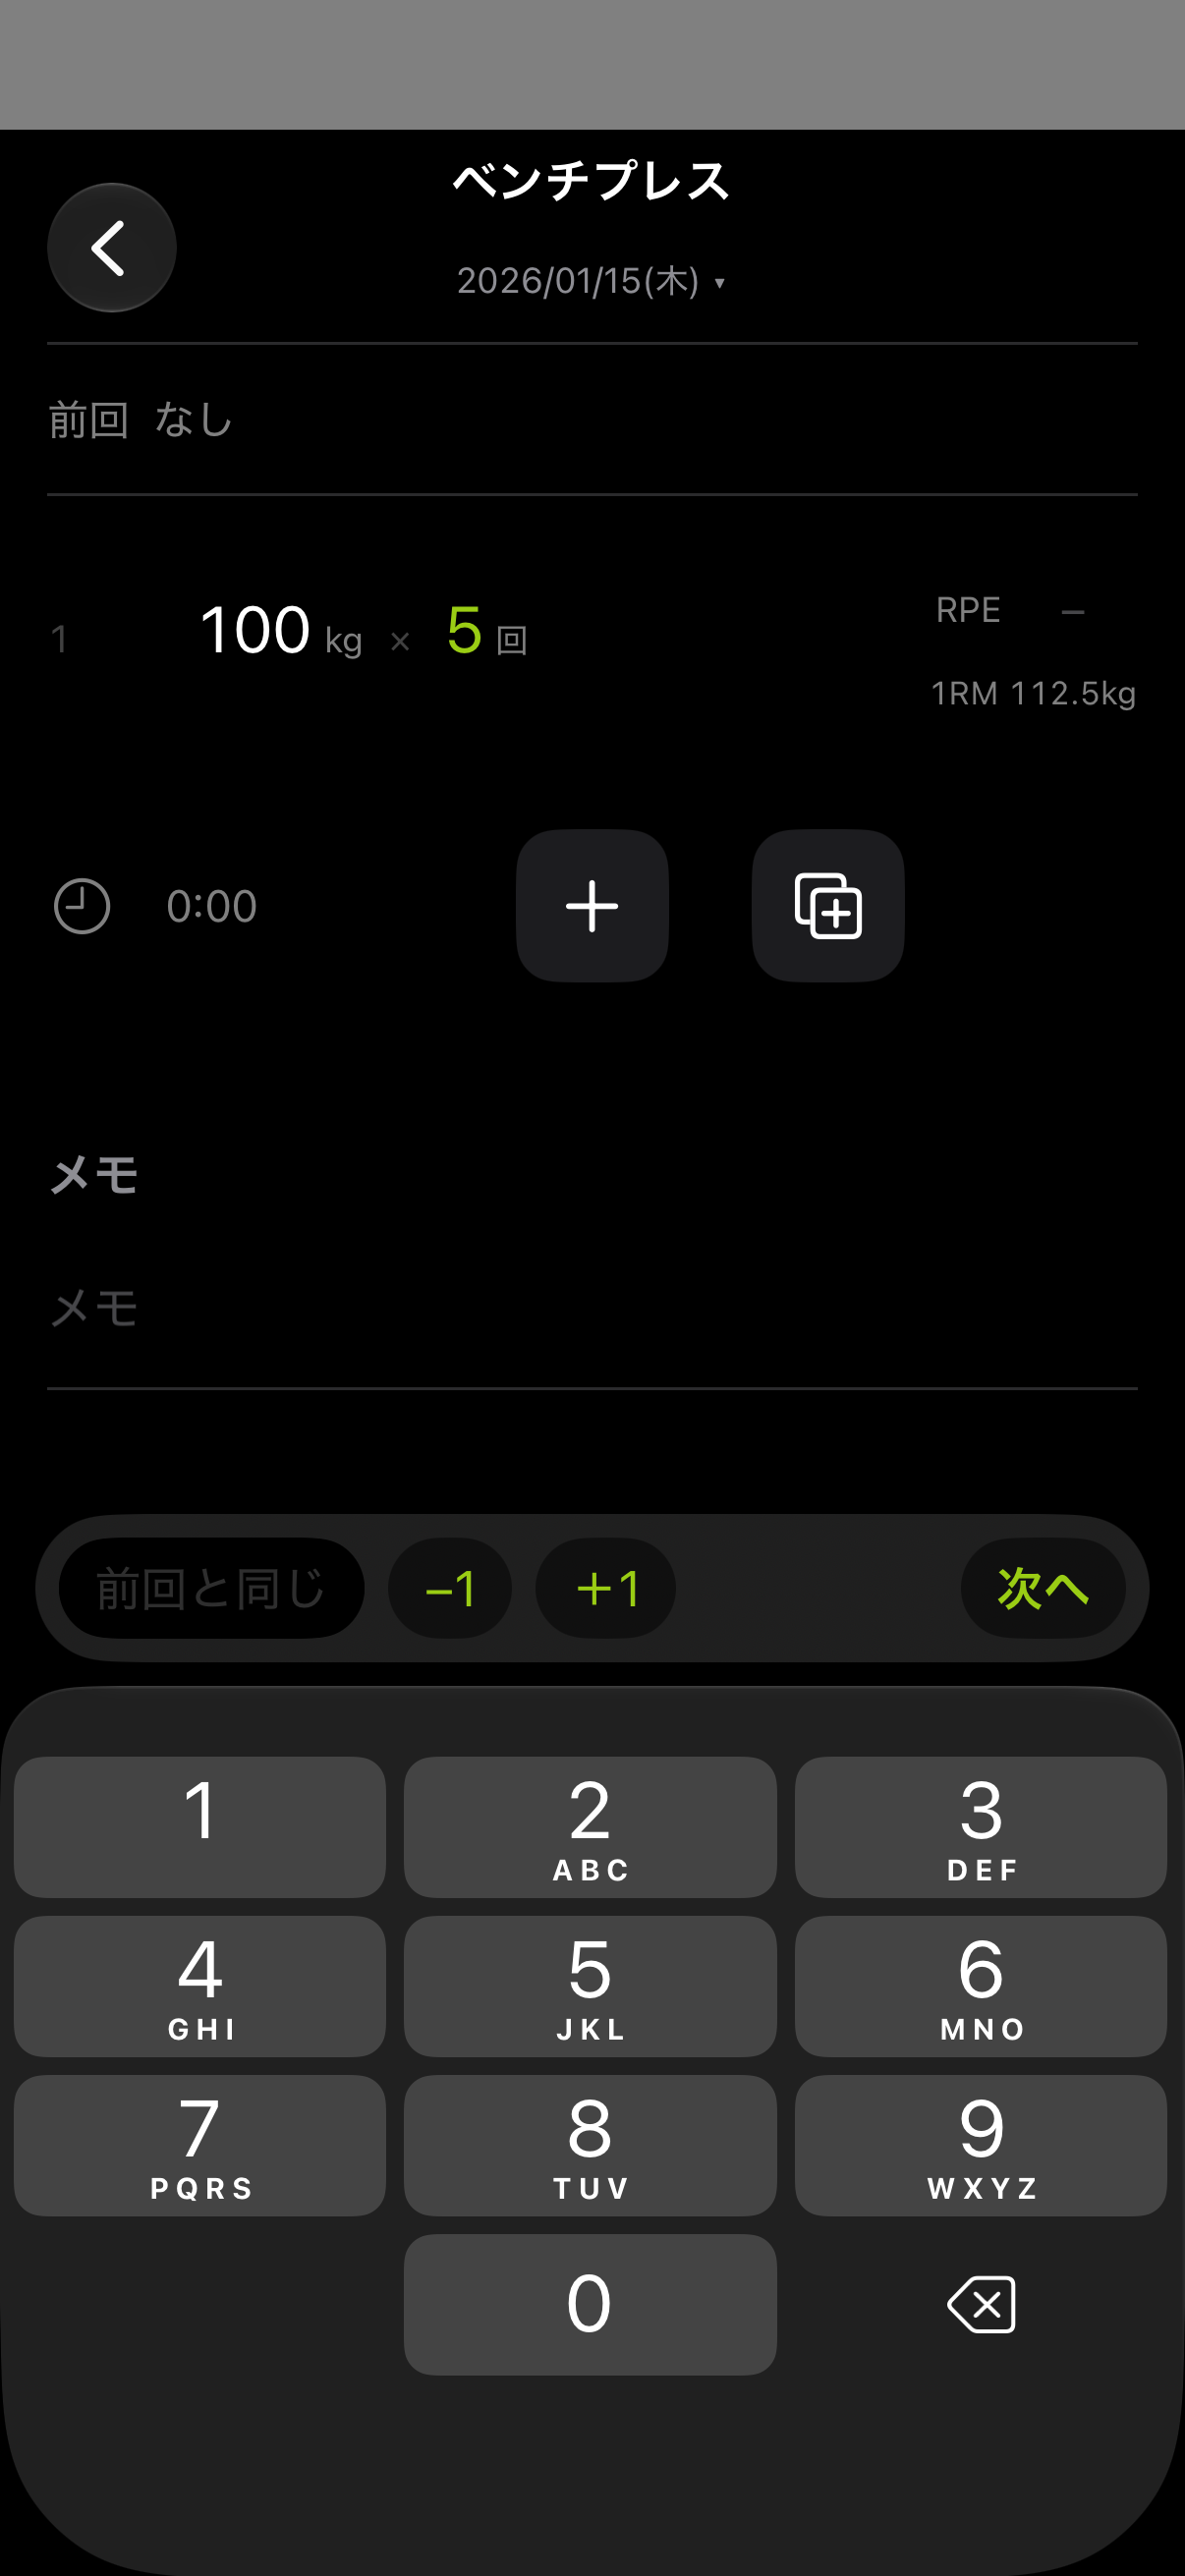 ベンチプレス
2026/01/15(木) ▾
前回 なし
1 100 kg × 5 回 RPE –
1RM 112.5kg
0:00
メモ
メモ
前回と同じ −1 +1 次へ
1 2 3
ABC DEF
4 5 6
GHI JKL MNO
7 8 9
PQRS TUV WXYZ
0